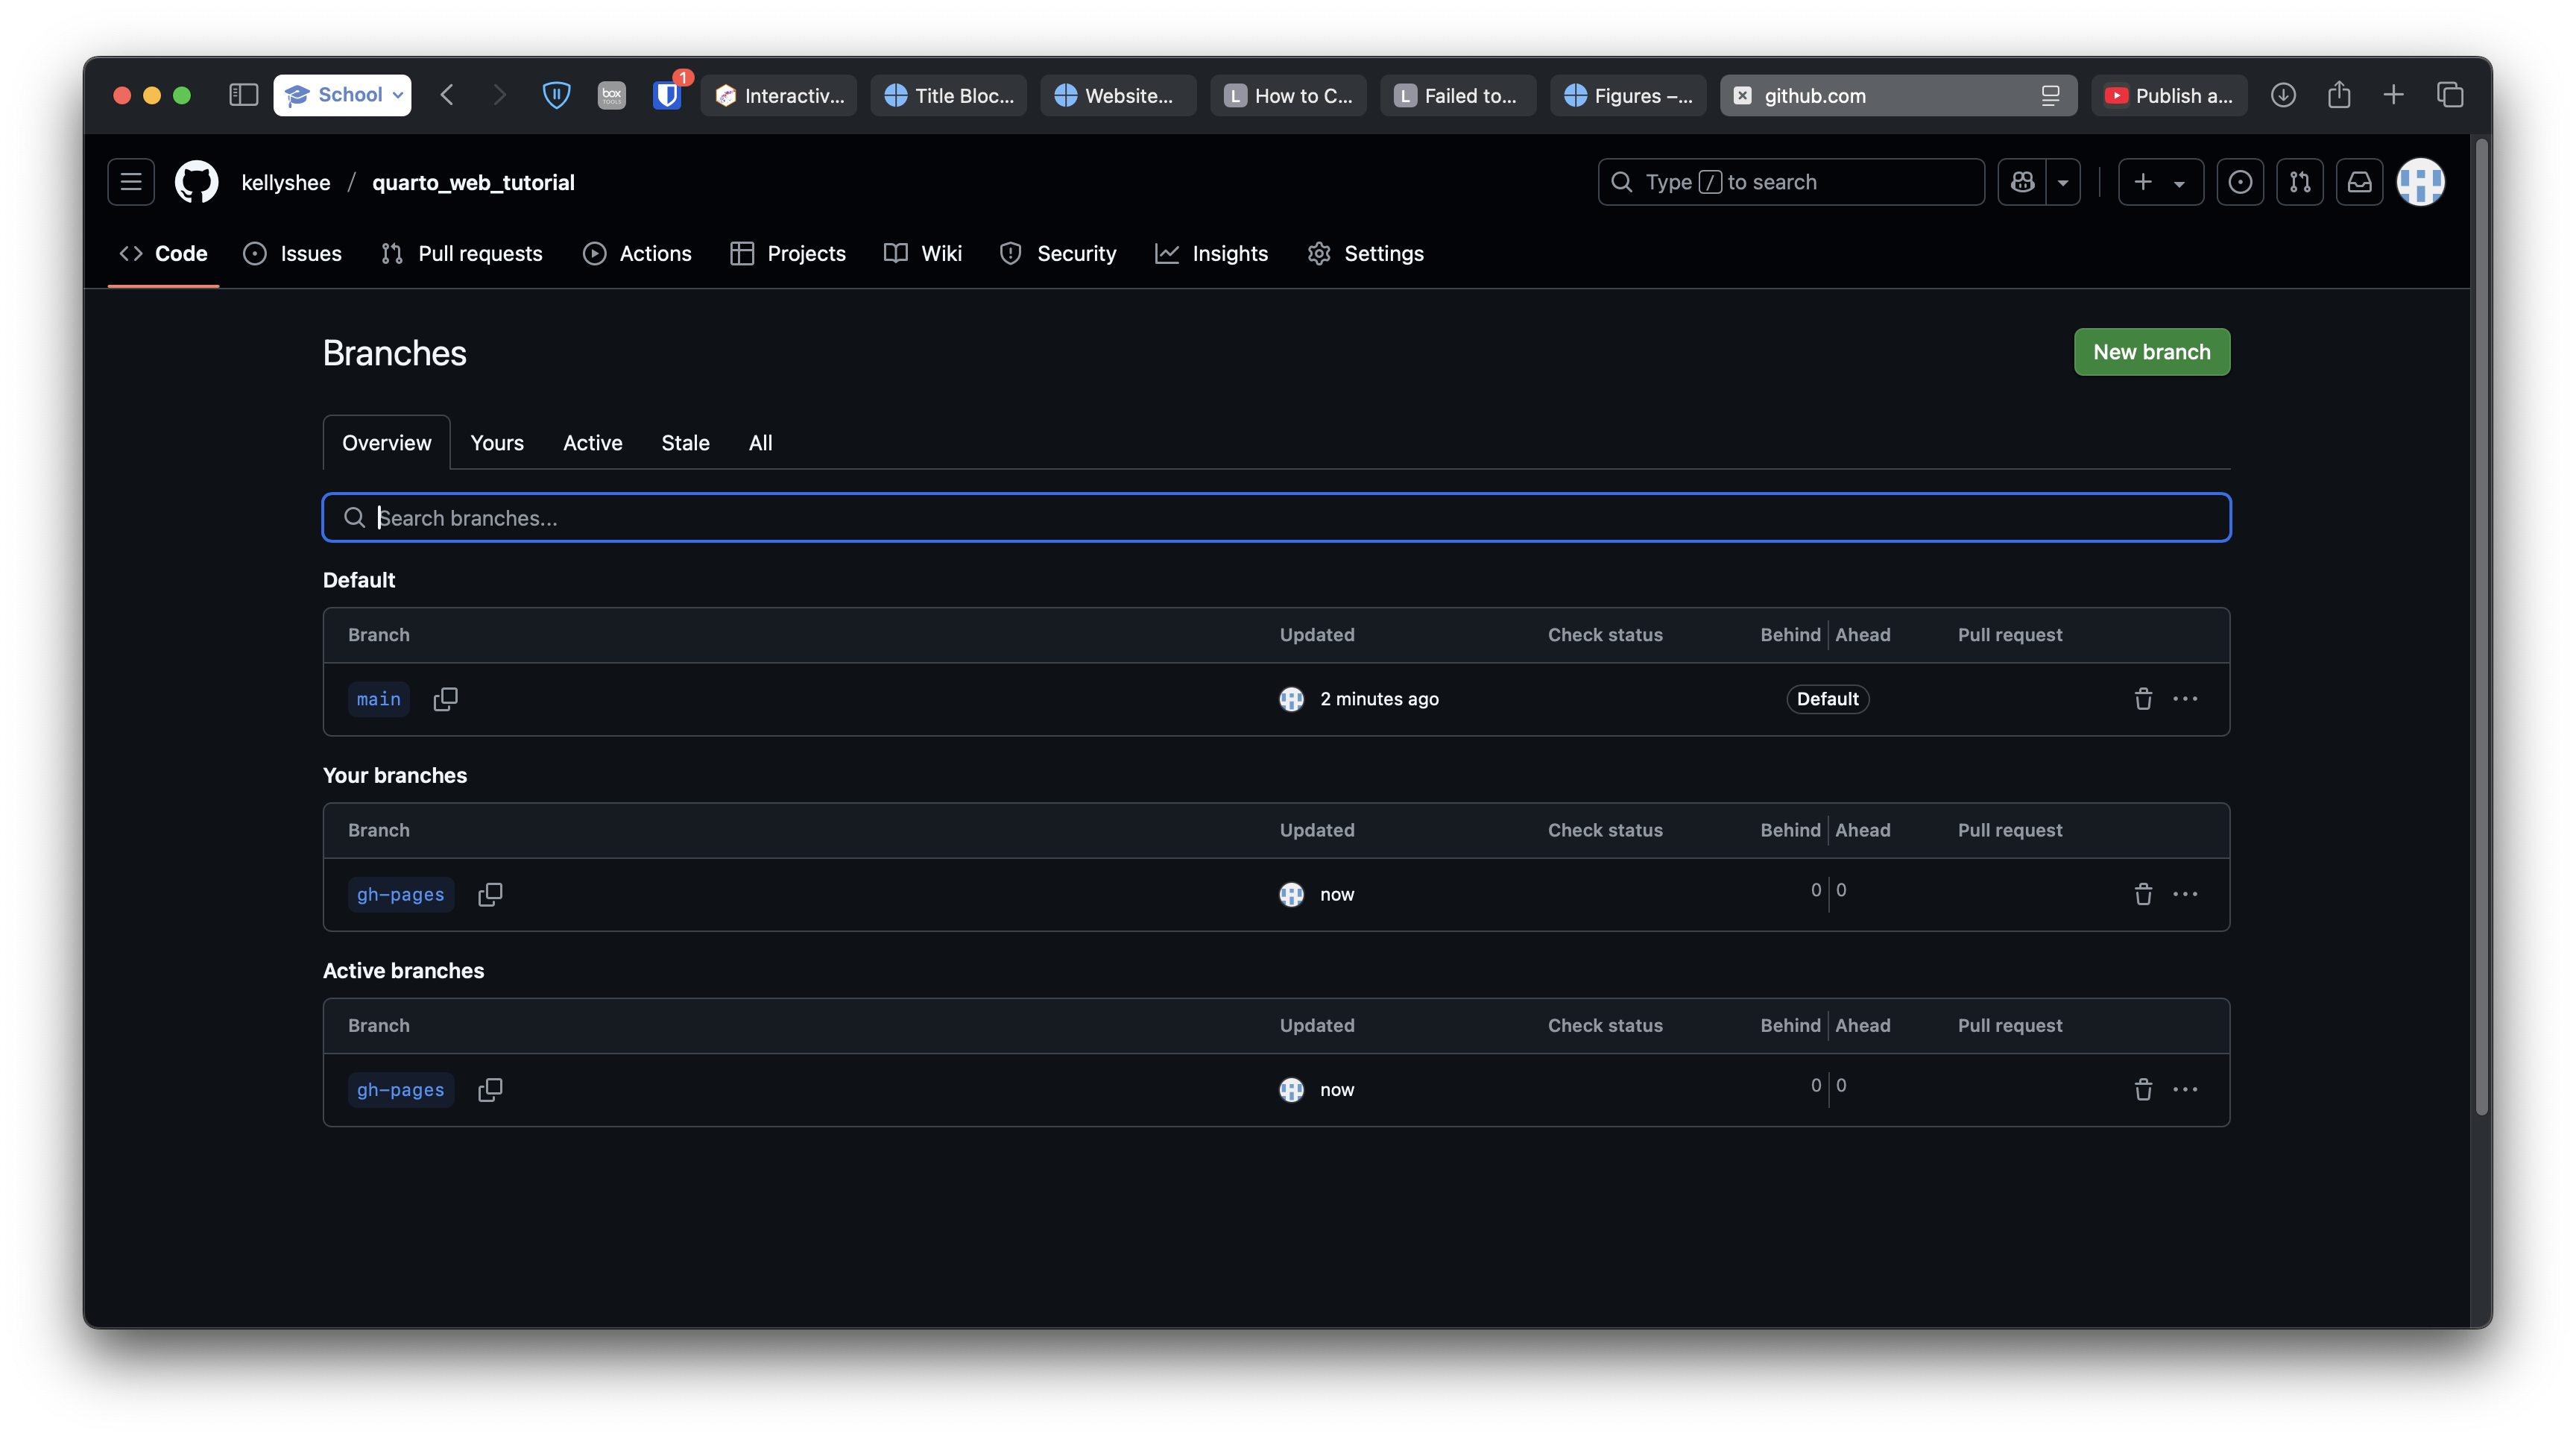 School 1 Interactiv... Title Bloc... Website... L How to C... L Failed to... Figures –... github.com Publish a...
kellyshee / quarto_web_tutorial Type / to search
Code Issues Pull requests Actions Projects Wiki Security Insights Settings
Branches New branch
Overview Yours Active Stale All
Search branches...
Default
Branch Updated Check status Behind Ahead Pull request
main 2 minutes ago Default
Your branches
Branch Updated Check status Behind Ahead Pull request
gh-pages now 0 0
Active branches
Branch Updated Check status Behind Ahead Pull request
gh-pages now 0 0